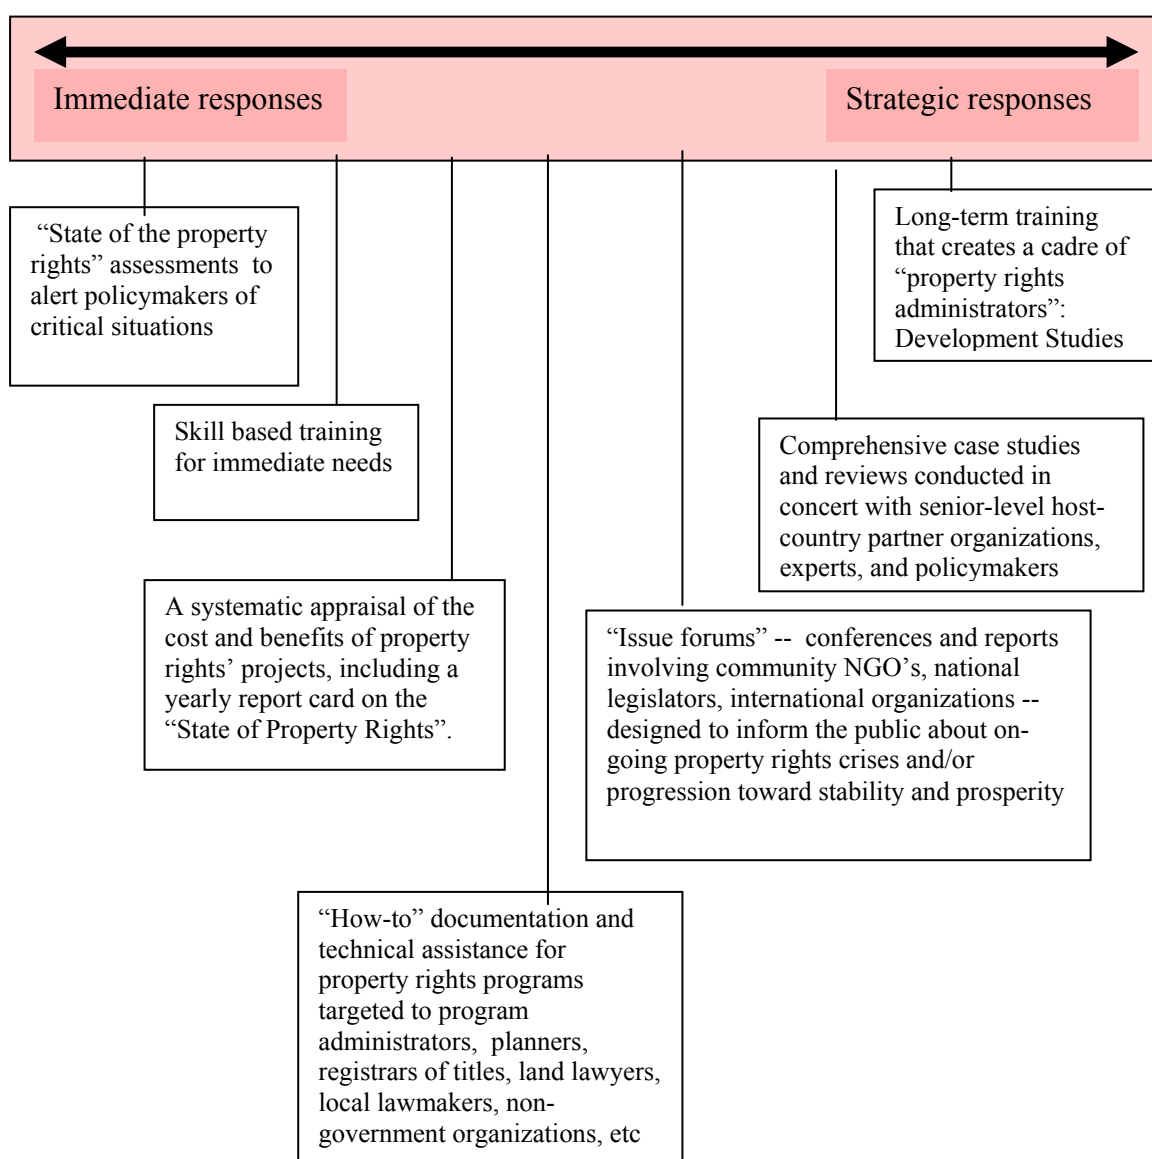 Immediate responses
Strategic responses
“State of the property
rights” assessments to
alert policymakers of
critical situations
Long-term training
that creates a cadre of
“property rights
administrators”:
Development Studies
Skill based training
for immediate needs
Comprehensive case studies
and reviews conducted in
concert with senior-level host-
country partner organizations,
experts, and policymakers
A systematic appraisal of the
cost and benefits of property
rights’ projects, including a
yearly report card on the
“State of Property Rights”.
“Issue forums” -- conferences and reports
involving community NGO’s, national
legislators, international organizations --
designed to inform the public about on-
going property rights crises and/or
progression toward stability and prosperity
“How-to” documentation and
technical assistance for
property rights programs
targeted to program
administrators, planners,
registrars of titles, land lawyers,
local lawmakers, non-
government organizations, etc